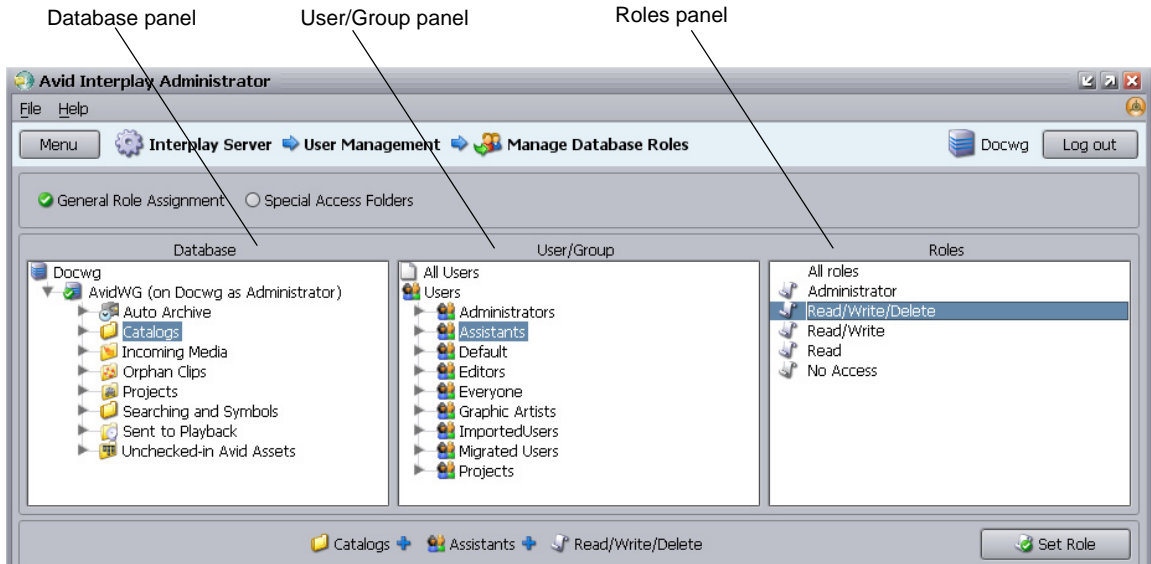 Database panel
User/Group panel
Roles panel
Avid Interplay Administrator
File Help
Menu
Interplay Server
User Management
Manage Database Roles
Docwg
Log out
General Role Assignment
Special Access Folders
Database
Docwg
AvidWG (on Docwg as Administrator)
Auto Archive
Catalogs
Incoming Media
Orphan Clips
Projects
Searching and Symbols
Sent to Playback
Unchecked-in Avid Assets
User/Group
All Users
Users
Administrators
Assistants
Default
Editors
Everyone
Graphic Artists
ImportedUsers
Migrated Users
Projects
Roles
All roles
Administrator
Read/Write/Delete
Read/Write
Read
No Access
Catalogs
Assistants
Read/Write/Delete
Set Role